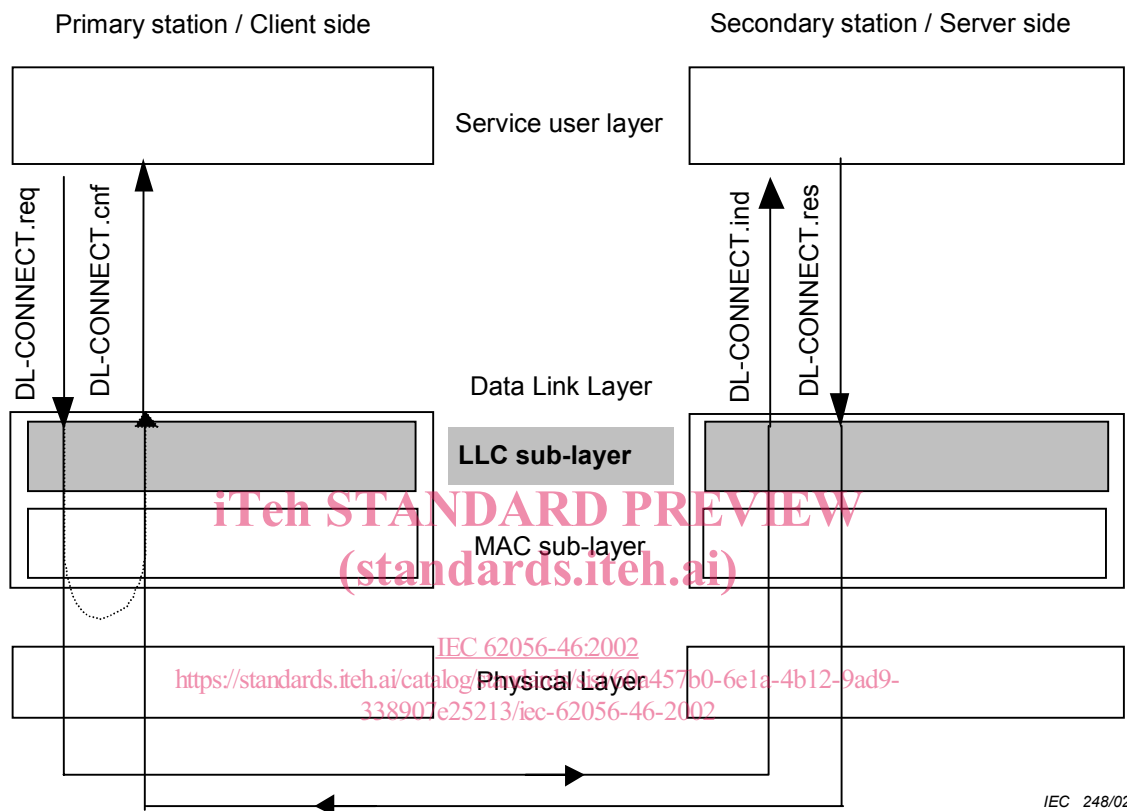 Primary station / Client side
Secondary station / Server side
Service user layer
DL-CONNECT.req
DL-CONNECT.cnf
DL-CONNECT.ind
DL-CONNECT.res
Data Link Layer
LLC sub-layer
iTeh STANDARD PREVIEW
MAC sub-layer
(standards.iteh.ai)
IEC 62056-46:2002
https://standards.iteh.ai/catalog/standards/sist/60a457b0-6e1a-4b12-9ad9-
Physical Layer
338907e25213/iec-62056-46-2002
IEC 248/02